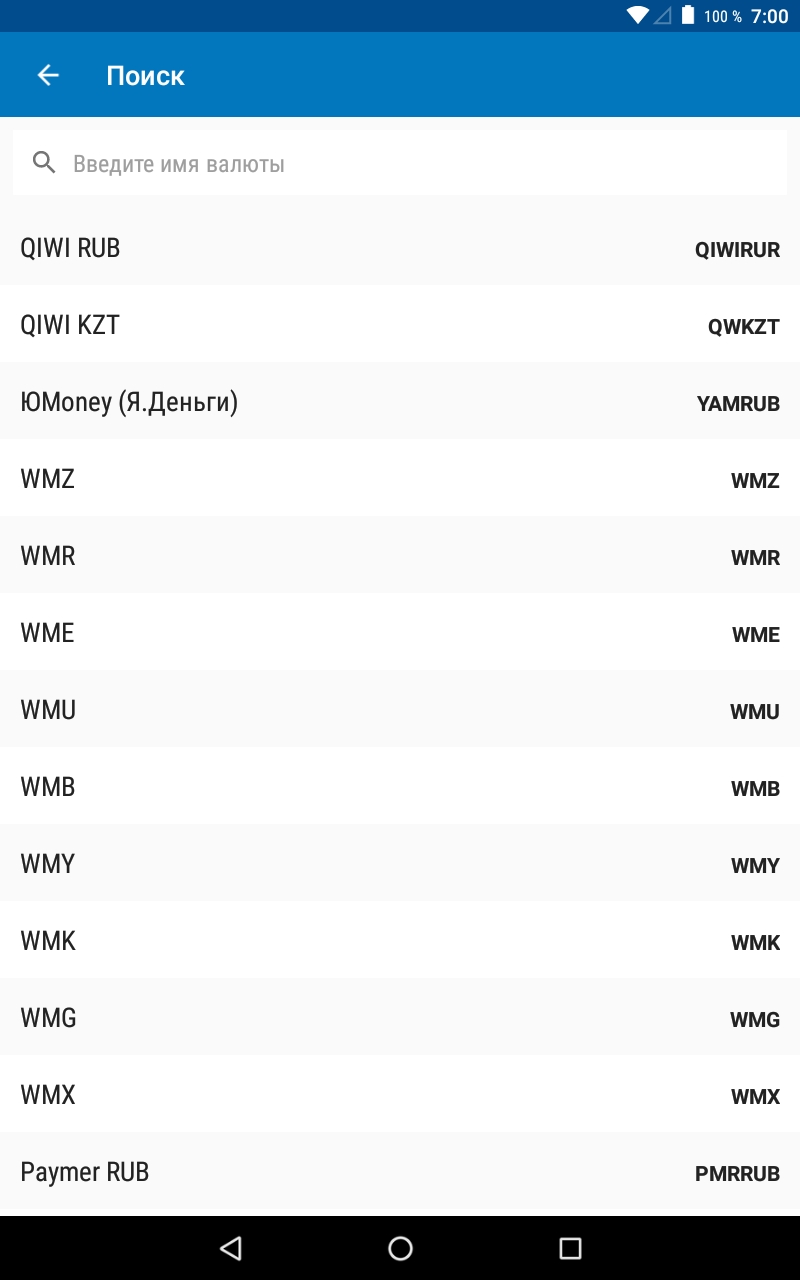 100 % 7:00
Поиск
Введите имя валюты
QIWI RUB QIWIRUR
QIWI KZT QWKZT
ЮMoney (Я.Деньги) YAMRUB
WMZ WMZ
WMR WMR
WME WME
WMU WMU
WMB WMB
WMY WMY
WMK WMK
WMG WMG
WMX WMX
Paymer RUB PMRRUB